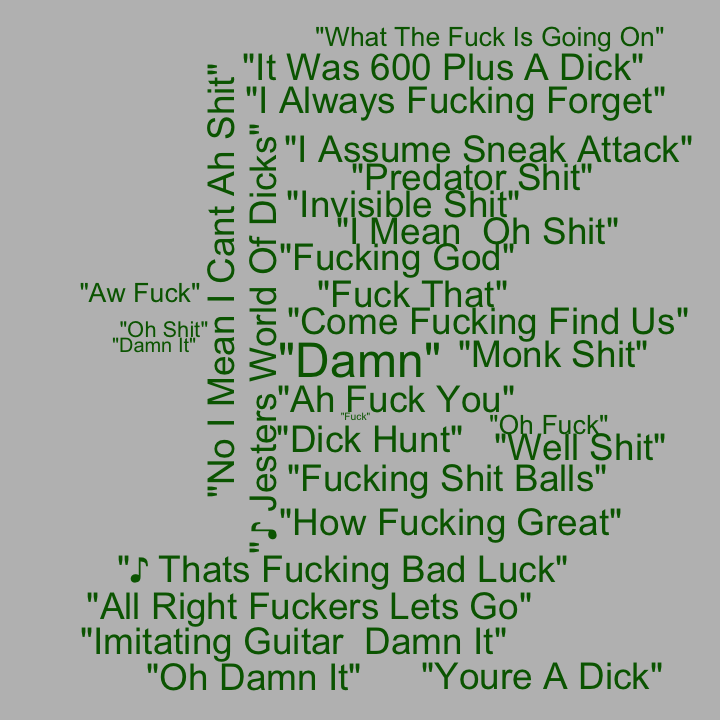 "What The Fuck Is Going On"
"It Was 600 Plus A Dick"
"I Always Fucking Forget"
"No I Mean I Cant Ah Shit"
"♪ Jesters World Of Dicks"
"I Assume Sneak Attack"
"Predator Shit"
"Invisible Shit"
"I Mean  Oh Shit"
"Fucking God"
"Aw Fuck"
"Fuck That"
"Come Fucking Find Us"
"Oh Shit"
"Damn It"
"Damn"
"Monk Shit"
"Ah Fuck You"
"Fuck"
"Oh Fuck"
"Dick Hunt"
"Well Shit"
"Fucking Shit Balls"
"How Fucking Great"
"♪ Thats Fucking Bad Luck"
"All Right Fuckers Lets Go"
"Imitating Guitar  Damn It"
"Oh Damn It"
"Youre A Dick"